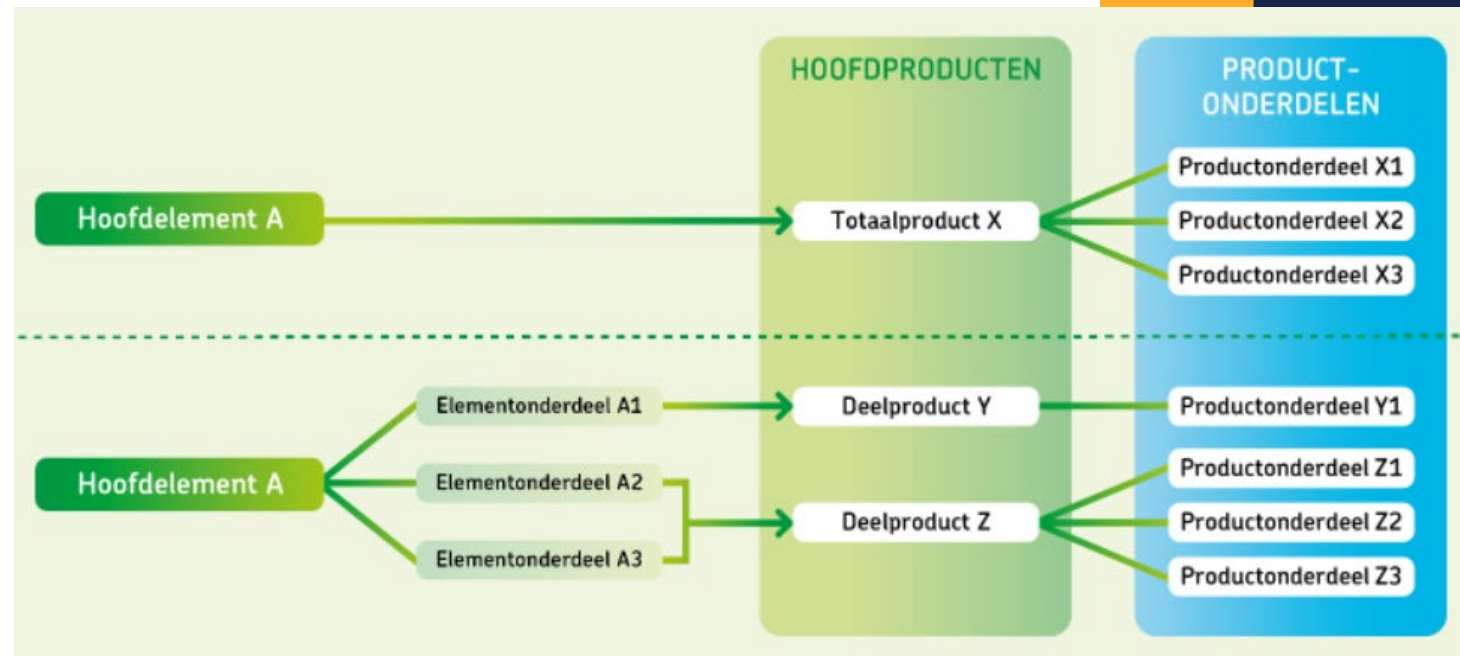 HOOFDPRODUCTEN
PRODUCT-
ONDERDELEN
Hoofdelement A
Totaalproduct X
Productonderdeel X1
Productonderdeel X2
Productonderdeel X3
Hoofdelement A
Elementonderdeel A1
Elementonderdeel A2
Elementonderdeel A3
Deelproduct Y
Deelproduct Z
Productonderdeel Y1
Productonderdeel Z1
Productonderdeel Z2
Productonderdeel Z3